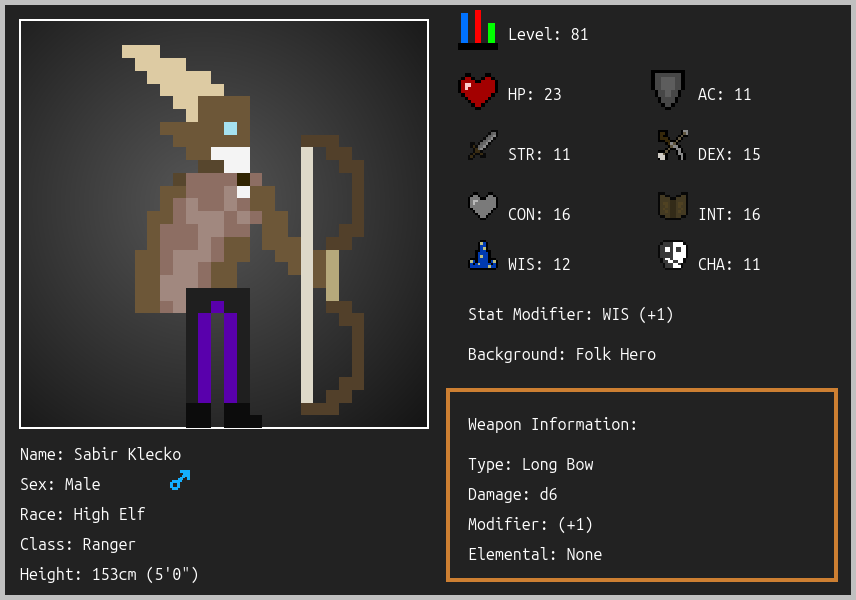 Level: 81
HP: 23
AC: 11
STR: 11
DEX: 15
CON: 16
INT: 16
WIS: 12
CHA: 11
Stat Modifier: WIS (+1)
Background: Folk Hero
Weapon Information:
Type: Long Bow
Damage: d6
Modifier: (+1)
Elemental: None
Name: Sabir Klecko
Sex: Male
Race: High Elf
Class: Ranger
Height: 153cm (5'0")